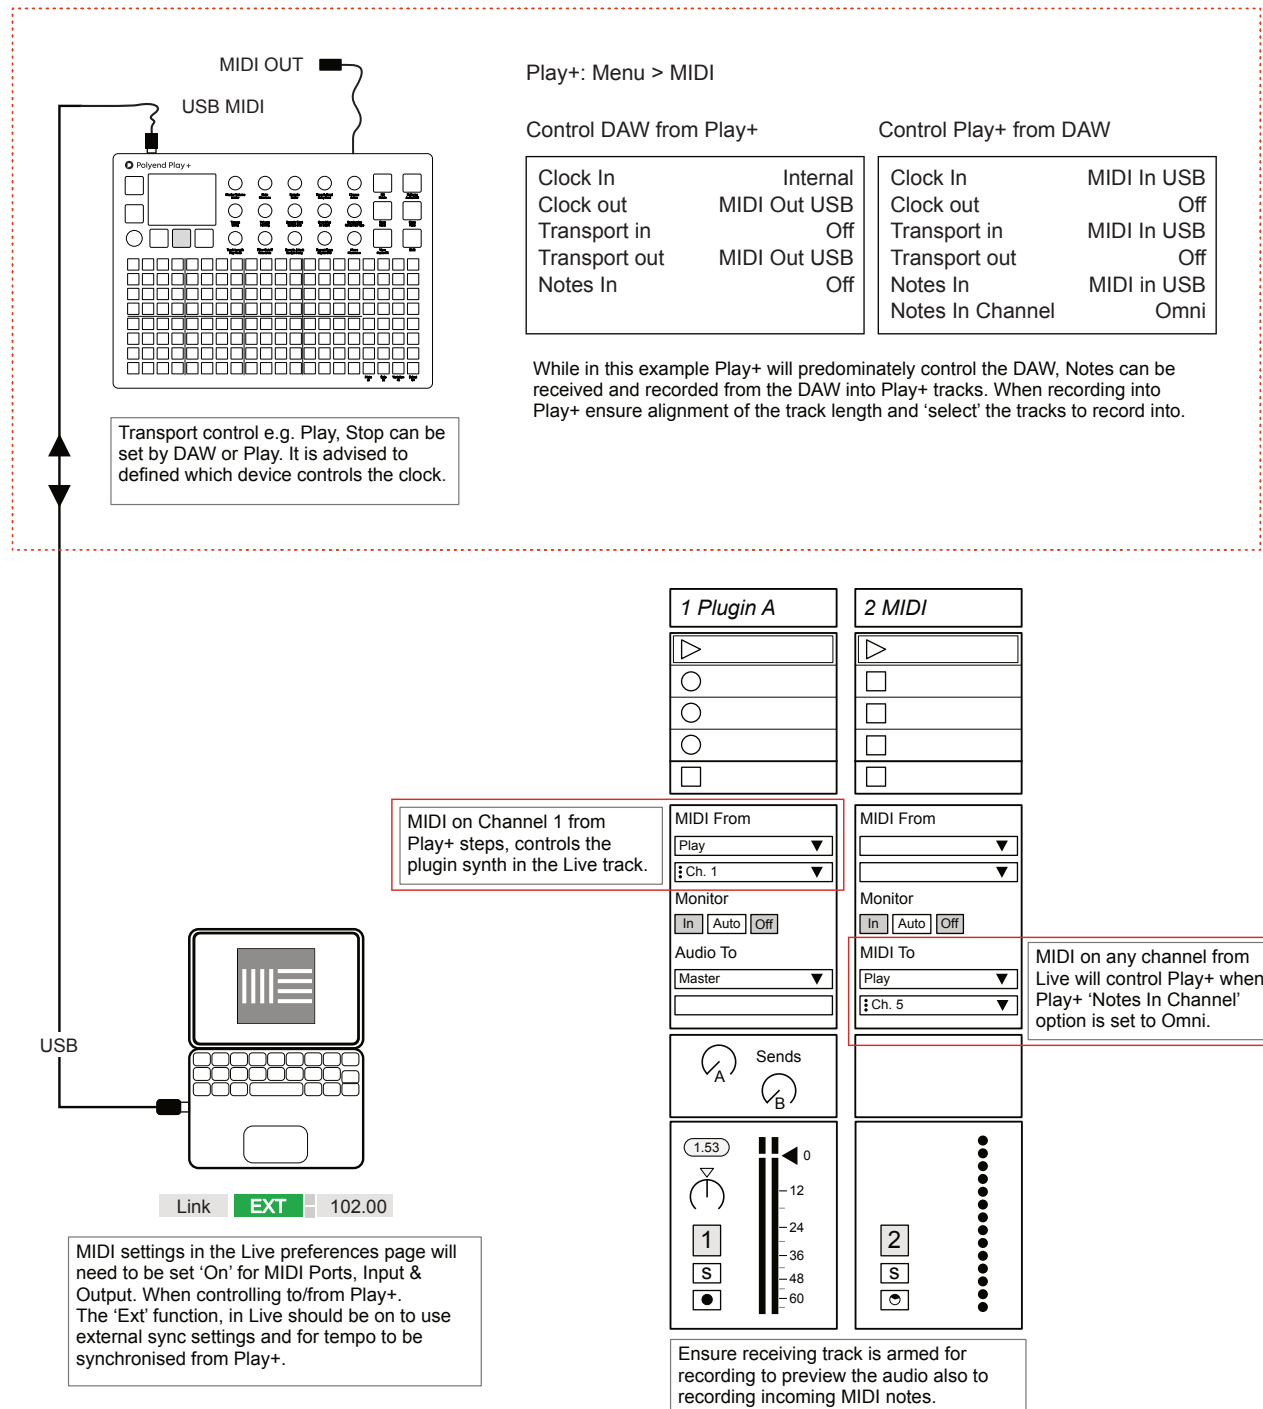 MIDI OUT
USB MIDI
Polyend Play+
Play+: Menu > MIDI
Control DAW from Play+
Clock In Internal
Clock out MIDI Out USB
Transport in Off
Transport out MIDI Out USB
Notes In Off
Control Play+ from DAW
Clock In MIDI In USB
Clock out Off
Transport in MIDI In USB
Transport out Off
Notes In MIDI in USB
Notes In Channel Omni
While in this example Play+ will predominately control the DAW, Notes can be
received and recorded from the DAW into Play+ tracks. When recording into
Play+ ensure alignment of the track length and ‘select’ the tracks to record into.
Transport control e.g. Play, Stop can be
set by DAW or Play. It is advised to
defined which device controls the clock.
1 Plugin A
2 MIDI
MIDI on Channel 1 from
Play+ steps, controls the
plugin synth in the Live track.
MIDI From
Play
Ch. 1
Monitor
In Auto Off
Audio To
Master
MIDI From
Monitor
In Auto Off
MIDI To
Play
Ch. 5
MIDI on any channel from
Live will control Play+ when
Play+ ‘Notes In Channel’
option is set to Omni.
USB
A
Sends
B
1.53
0
12
24
36
48
60
1
S
2
S
Link EXT 102.00
MIDI settings in the Live preferences page will
need to be set ‘On’ for MIDI Ports, Input &
Output. When controlling to/from Play+.
The ‘Ext’ function, in Live should be on to use
external sync settings and for tempo to be
synchronised from Play+.
Ensure receiving track is armed for
recording to preview the audio also to
recording incoming MIDI notes.